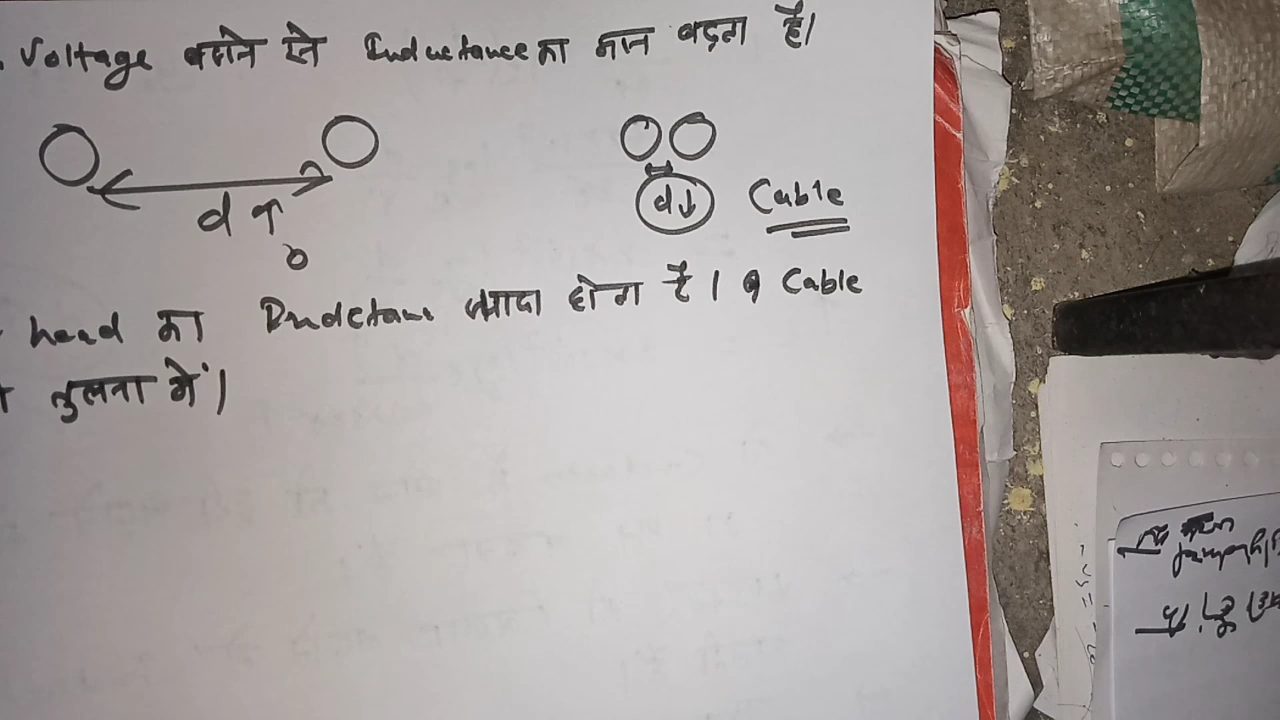 Voltage बढ़ाने से Inductance का मान बढ़ता है।
d↑
d↓ Cable
head का Inductance ज्यादा होता है। Cable
तुलना में।